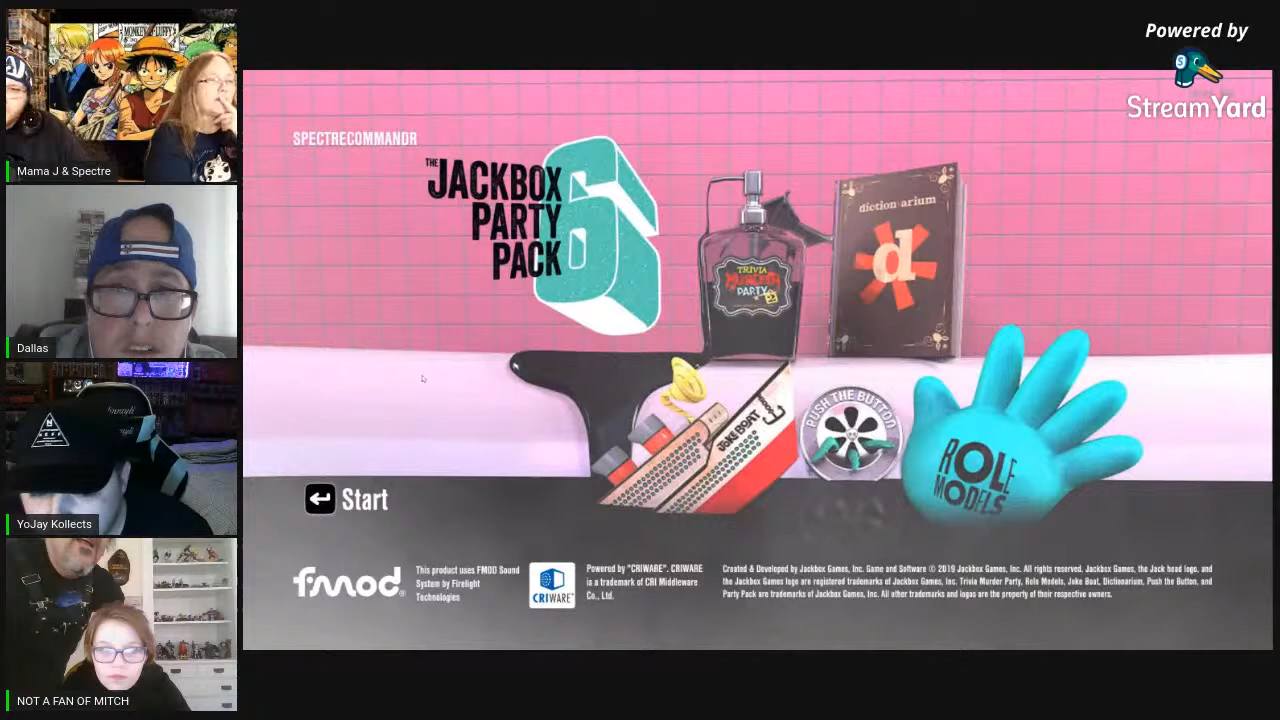 MONKEY·D·LUFFY
Mama J & Spectre
Dallas
YoJay Kollects
NOT A FAN OF MITCH
Powered by
S
StreamYard
SPECTRECOMMANDR
THE
JACKBOX
PARTY
PACK
6
TRIVIA
MURDER
PARTY
2
diction·arium
d
JOKE BOAT
PUSH THE BUTTON
ROLE
MODELS
Start
fmod®
This product uses FMOD Sound
System by Firelight
Technologies
CRIWARE™
Powered by "CRIWARE". CRIWARE
is a trademark of CRI Middleware
Co., Ltd.
Created & Developed by Jackbox Games, Inc. Game and Software © 2019 Jackbox Games, Inc. All rights reserved. Jackbox Games, the Jack head logo, and
the Jackbox Games logo are registered trademarks of Jackbox Games, Inc. Trivia Murder Party, Role Models, Joke Boat, Dictionarium, Push the Button, and
Party Pack are trademarks of Jackbox Games, Inc. All other trademarks and logos are the property of their respective owners.